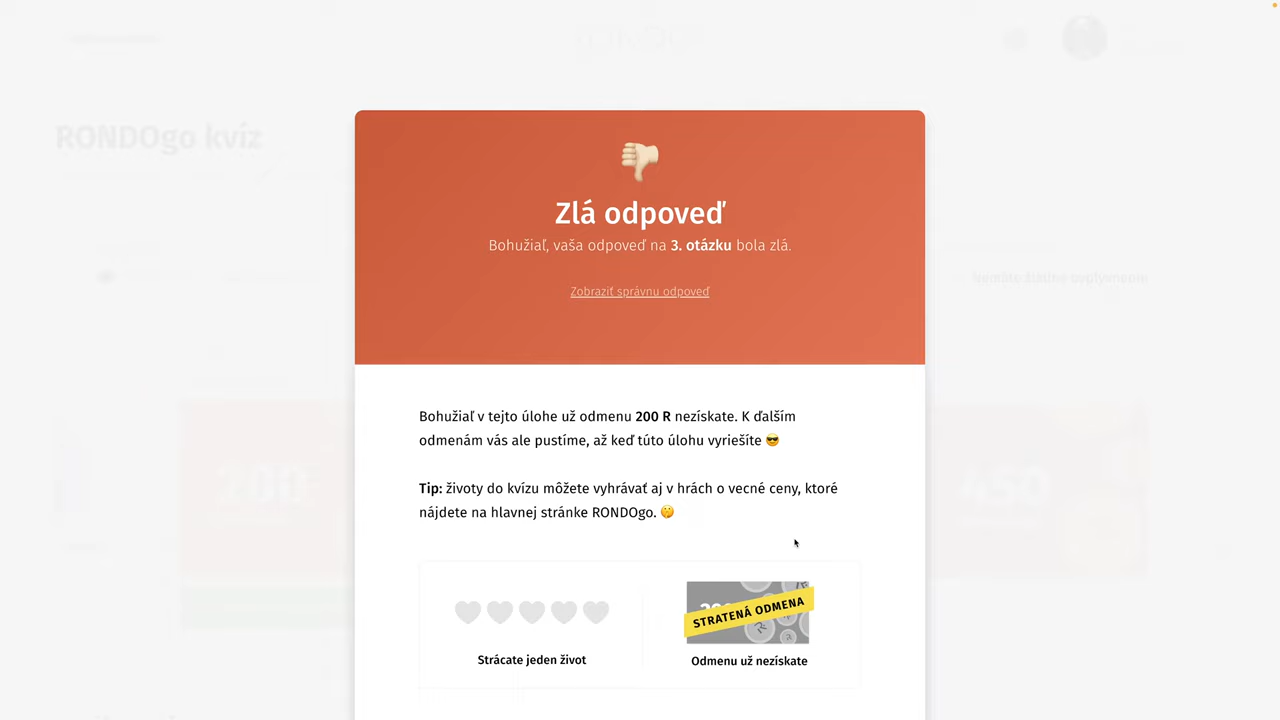 RONDOgo kvíz
Zlá odpoveď
Bohužiaľ, vaša odpoveď na 3. otázku bola zlá.
Zobraziť správnu odpoveď
Bohužiaľ v tejto úlohe už odmenu 200 R nezískate. K ďalším
odmenám vás ale pustíme, až keď túto úlohu vyriešite 😎
Tip: životy do kvízu môžete vyhrávať aj v hrách o vecné ceny, ktoré
nájdete na hlavnej stránke RONDOgo. 🤫
STRATENÁ ODMENA
Strácate jeden život
Odmenu už nezískate